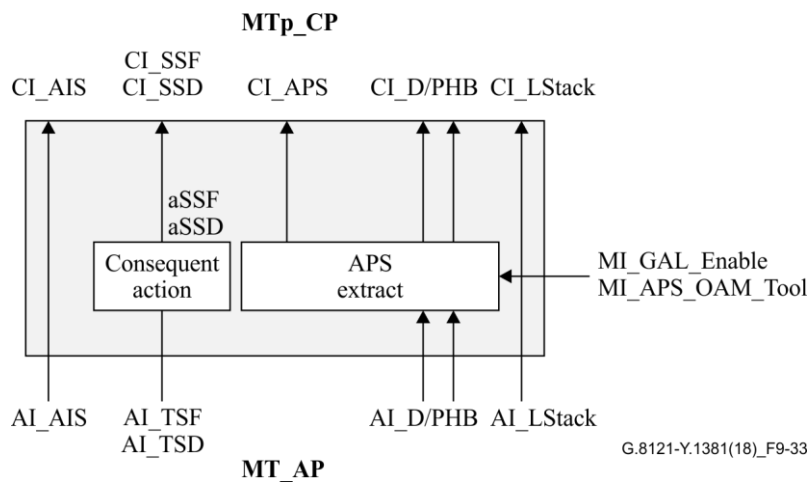 MTp_CP
CI_SSF
CI_AIS CI_SSD CI_APS CI_D/PHB CI_LStack
aSSF
aSSD
Consequent
action
APS
extract
MI_GAL_Enable
MI_APS_OAM_Tool
AI_AIS AI_TSF AI_D/PHB AI_LStack
AI_TSD
G.8121-Y.1381(18)_F9-33
MT_AP